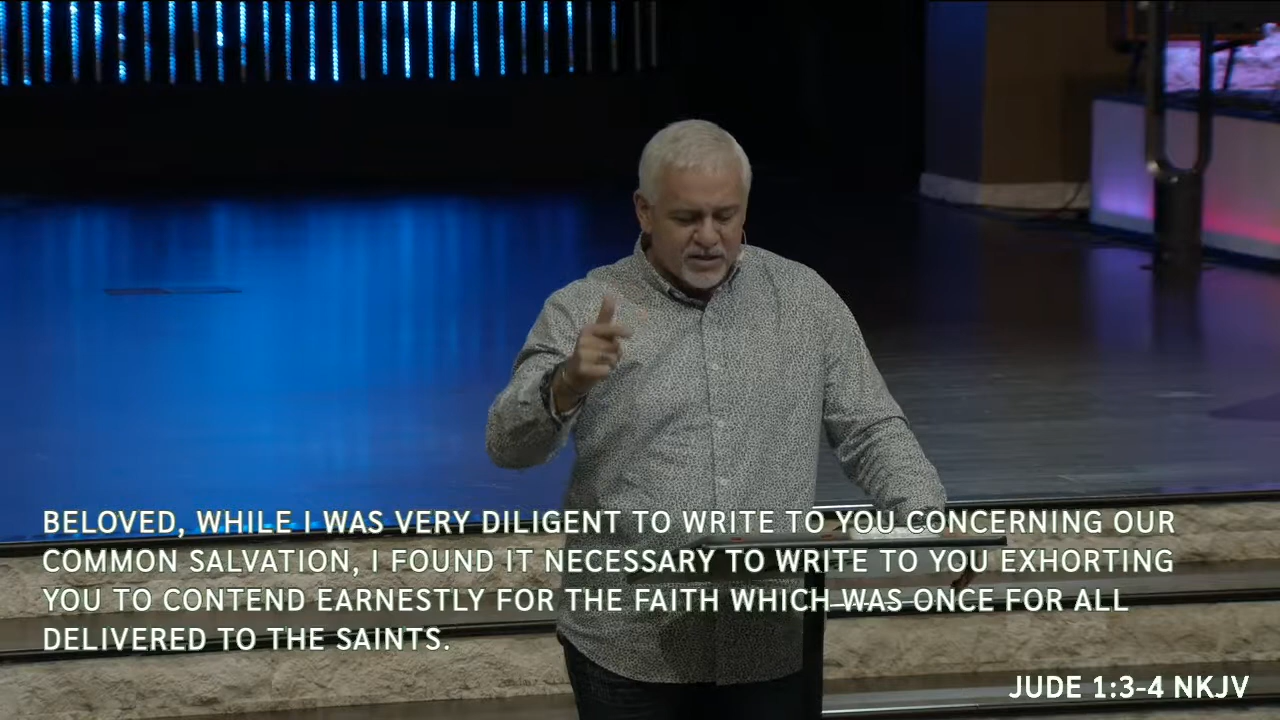 BELOVED, WHILE I WAS VERY DILIGENT TO WRITE TO YOU CONCERNING OUR
COMMON SALVATION, I FOUND IT NECESSARY TO WRITE TO YOU EXHORTING
YOU TO CONTEND EARNESTLY FOR THE FAITH WHICH WAS ONCE FOR ALL
DELIVERED TO THE SAINTS.
JUDE 1:3-4 NKJV